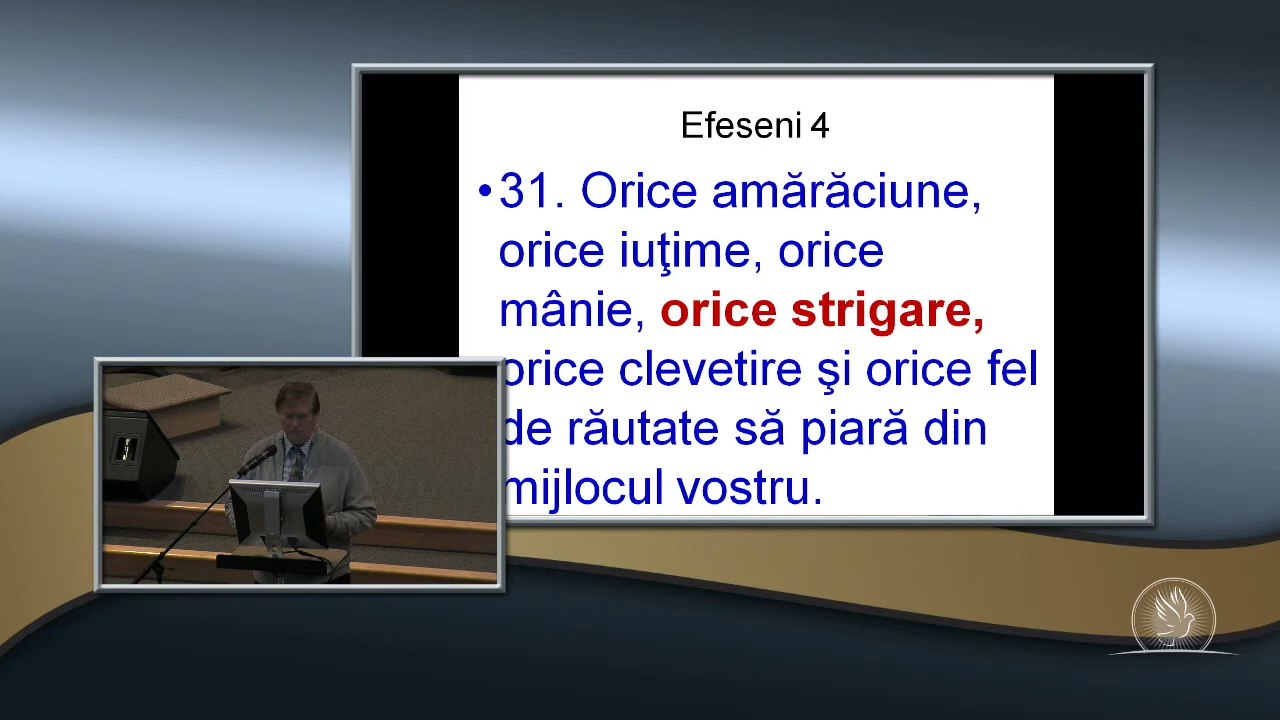 Efeseni 4
•31. Orice amărăciune,
orice iuţime, orice
mânie, orice strigare,
orice clevetire şi orice fel
de răutate să piară din
mijlocul vostru.